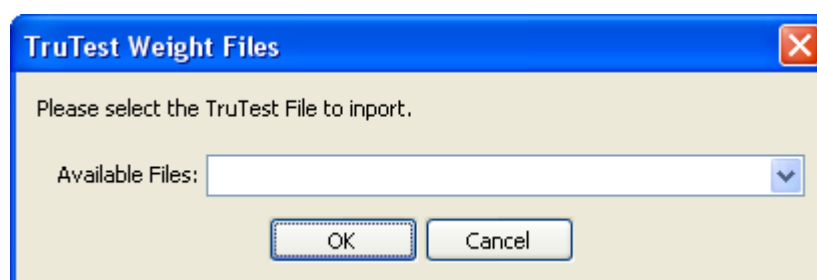 TruTest Weight Files
Please select the TruTest File to inport.
Available Files:
OK Cancel